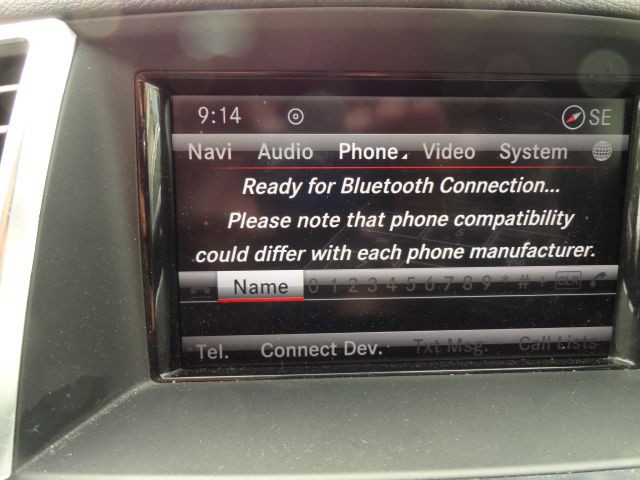 9:14 SE
Navi Audio Phone Video System
Ready for Bluetooth Connection...
Please note that phone compatibility
could differ with each phone manufacturer.
Name 0 1 2 3 4 5 6 7 8 9 * # + CLR
Tel. Connect Dev. Txt Msg. Call Lists